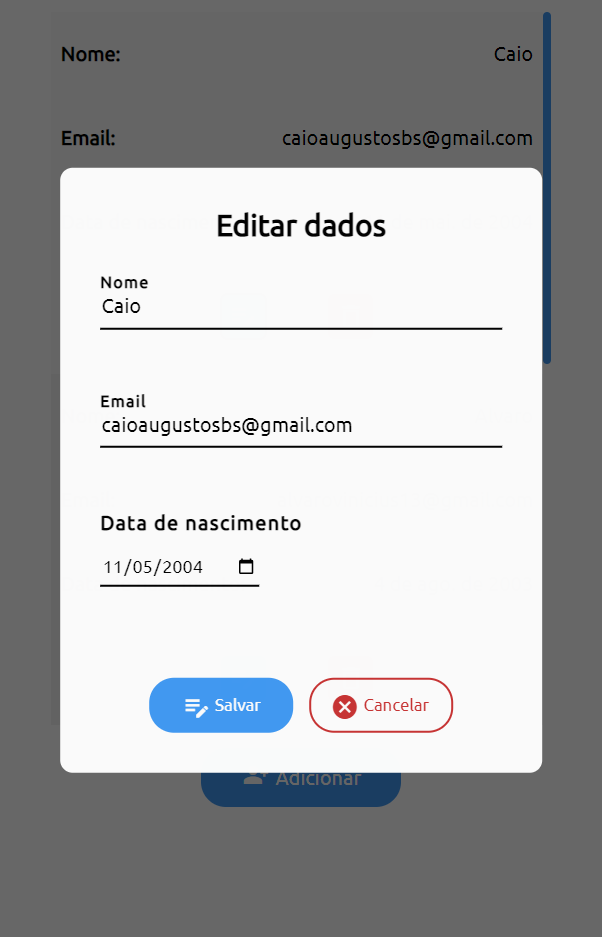 Nome: Caio
Email: caioaugustosbs@gmail.com
Editar dados
Nome
Caio
Email
caioaugustosbs@gmail.com
Data de nascimento
11/05/2004
Salvar Cancelar
Adicionar